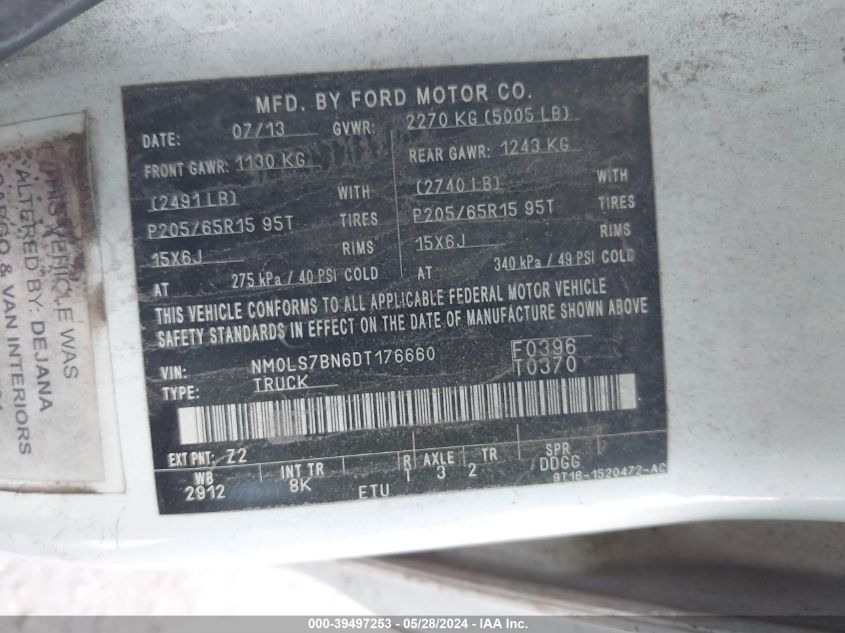 MFD. BY FORD MOTOR CO.
DATE: 07/13 GVWR: 2270 KG (5005 LB)
FRONT GAWR: 1130 KG REAR GAWR: 1243 KG
(2491 LB) WITH (2740 LB) WITH
P205/65R15 95T TIRES P205/65R15 95T TIRES
15X6J RIMS 15X6J RIMS
AT 275 kPa / 40 PSI COLD AT 340 kPa / 49 PSI COLD
THIS VEHICLE CONFORMS TO ALL APPLICABLE FEDERAL MOTOR VEHICLE
SAFETY STANDARDS IN EFFECT ON THE DATE OF MANUFACTURE SHOWN ABOVE
VIN: NM0LS7BN6DT176660 F0396
TYPE: TRUCK T0370
EXT PNT: Z2
WB INT TR R AXLE TR SPR
2912 8K 1 3 2 DDGG
ETU 9T16-1520472-AC
THIS VEHICLE WAS
ALTERED BY: DEJANA
CARGO & VAN INTERIORS
000-39497253 - 05/28/2024 - IAA Inc.